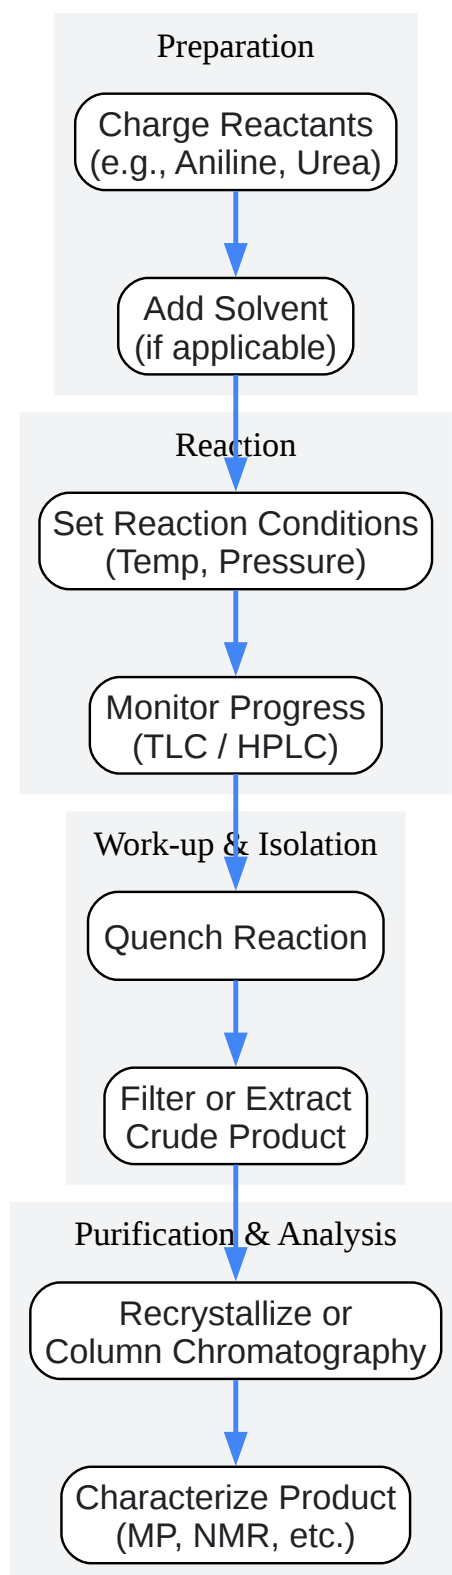 Preparation
Charge Reactants
(e.g., Aniline, Urea)
Add Solvent
(if applicable)
Reaction
Set Reaction Conditions
(Temp, Pressure)
Monitor Progress
(TLC / HPLC)
Work-up & Isolation
Quench Reaction
Filter or Extract
Crude Product
Purification & Analysis
Recrystallize or
Column Chromatography
Characterize Product
(MP, NMR, etc.)